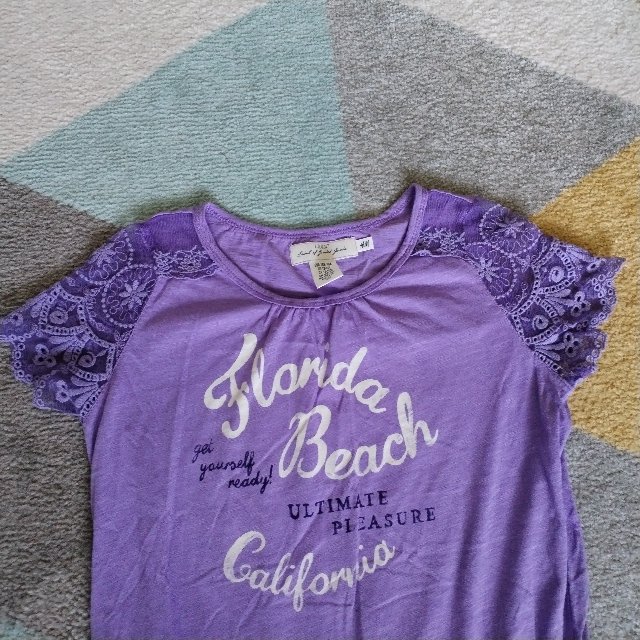 H&M
Florida
Beach
get
yourself
ready!
ULTIMATE
PLEASURE
California